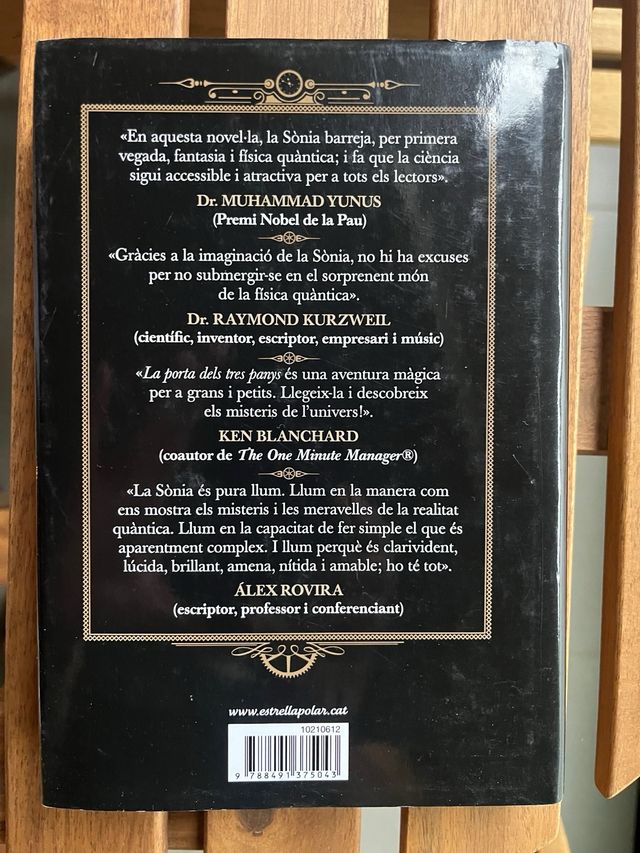 «En aquesta novel·la, la Sònia barreja, per primera
vegada, fantasia i física quàntica; i fa que la ciència
sigui accessible i atractiva per a tots els lectors».
Dr. MUHAMMAD YUNUS
(Premi Nobel de la Pau)
«Gràcies a la imaginació de la Sònia, no hi ha excuses
per no submergir-se en el sorprenent món
de la física quàntica».
Dr. RAYMOND KURZWEIL
(científic, inventor, escriptor, empresari i músic)
«La porta dels tres panys és una aventura màgica
per a grans i petits. Llegeix-la i descobreix
els misteris de l'univers!».
KEN BLANCHARD
(coautor de The One Minute Manager®)
«La Sònia és pura llum. Llum en la manera com
ens mostra els misteris i les meravelles de la realitat
quàntica. Llum en la capacitat de fer simple el que és
aparentment complex. I llum perquè és clarivident,
lúcida, brillant, amena, nítida i amable; ho té tot».
ÁLEX ROVIRA
(escriptor, professor i conferenciant)
www.estrellapolar.cat
10210612
9 788491 375043